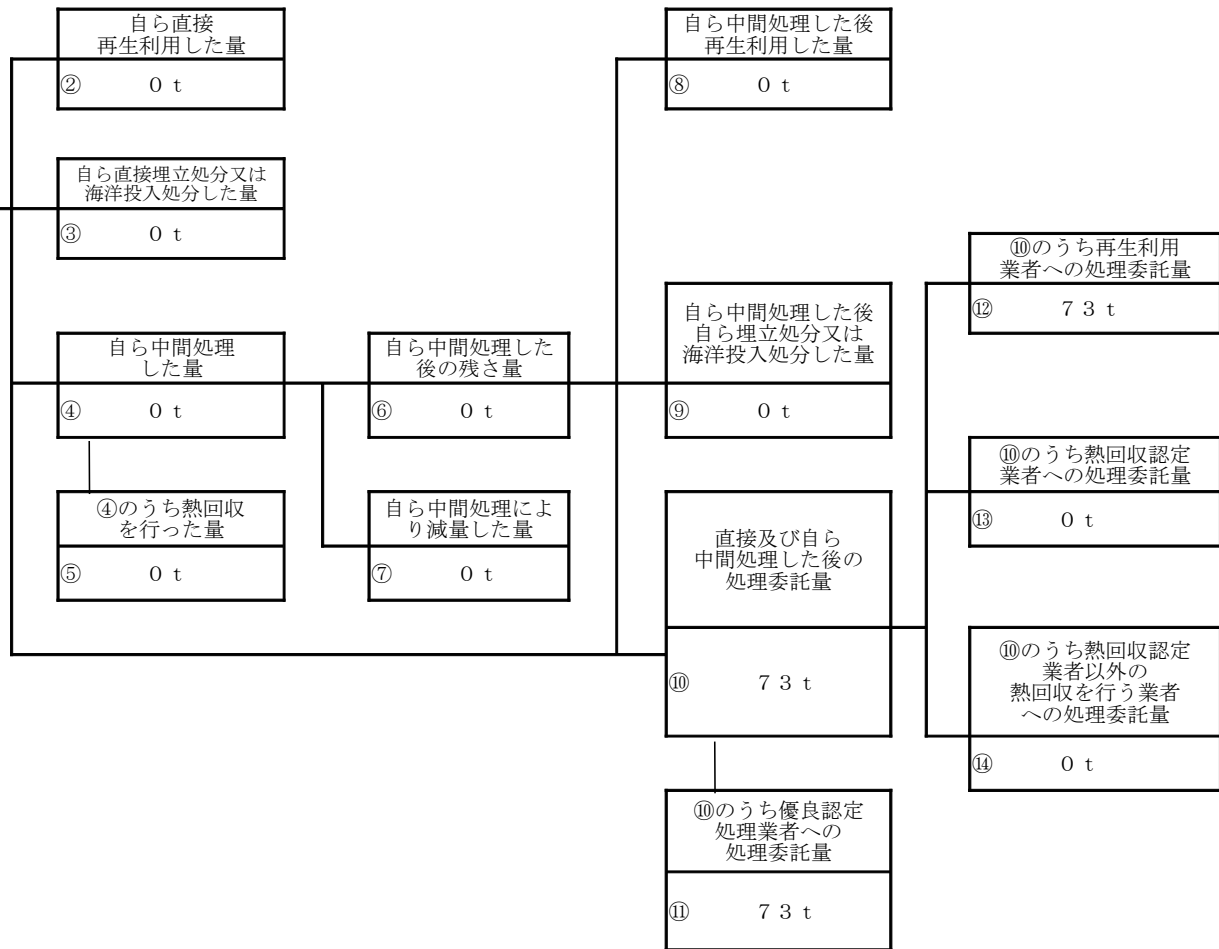 自ら直接
再生利用した量
② 0 t
自ら直接埋立処分又は
海洋投入処分した量
③ 0 t
自ら中間処理
した量
④ 0 t
④のうち熱回収
を行った量
⑤ 0 t
自ら中間処理した
後の残さ量
⑥ 0 t
自ら中間処理によ
り減量した量
⑦ 0 t
自ら中間処理した後
再生利用した量
⑧ 0 t
自ら中間処理した後
自ら埋立処分又は
海洋投入処分した量
⑨ 0 t
直接及び自ら
中間処理した後の
処理委託量
⑩ 73 t
⑩のうち優良認定
処理業者への
処理委託量
⑪ 73 t
⑩のうち再生利用
業者への処理委託量
⑫ 73 t
⑩のうち熱回収認定
業者への処理委託量
⑬ 0 t
⑩のうち熱回収認定
業者以外の
熱回収を行う業者
への処理委託量
⑭ 0 t